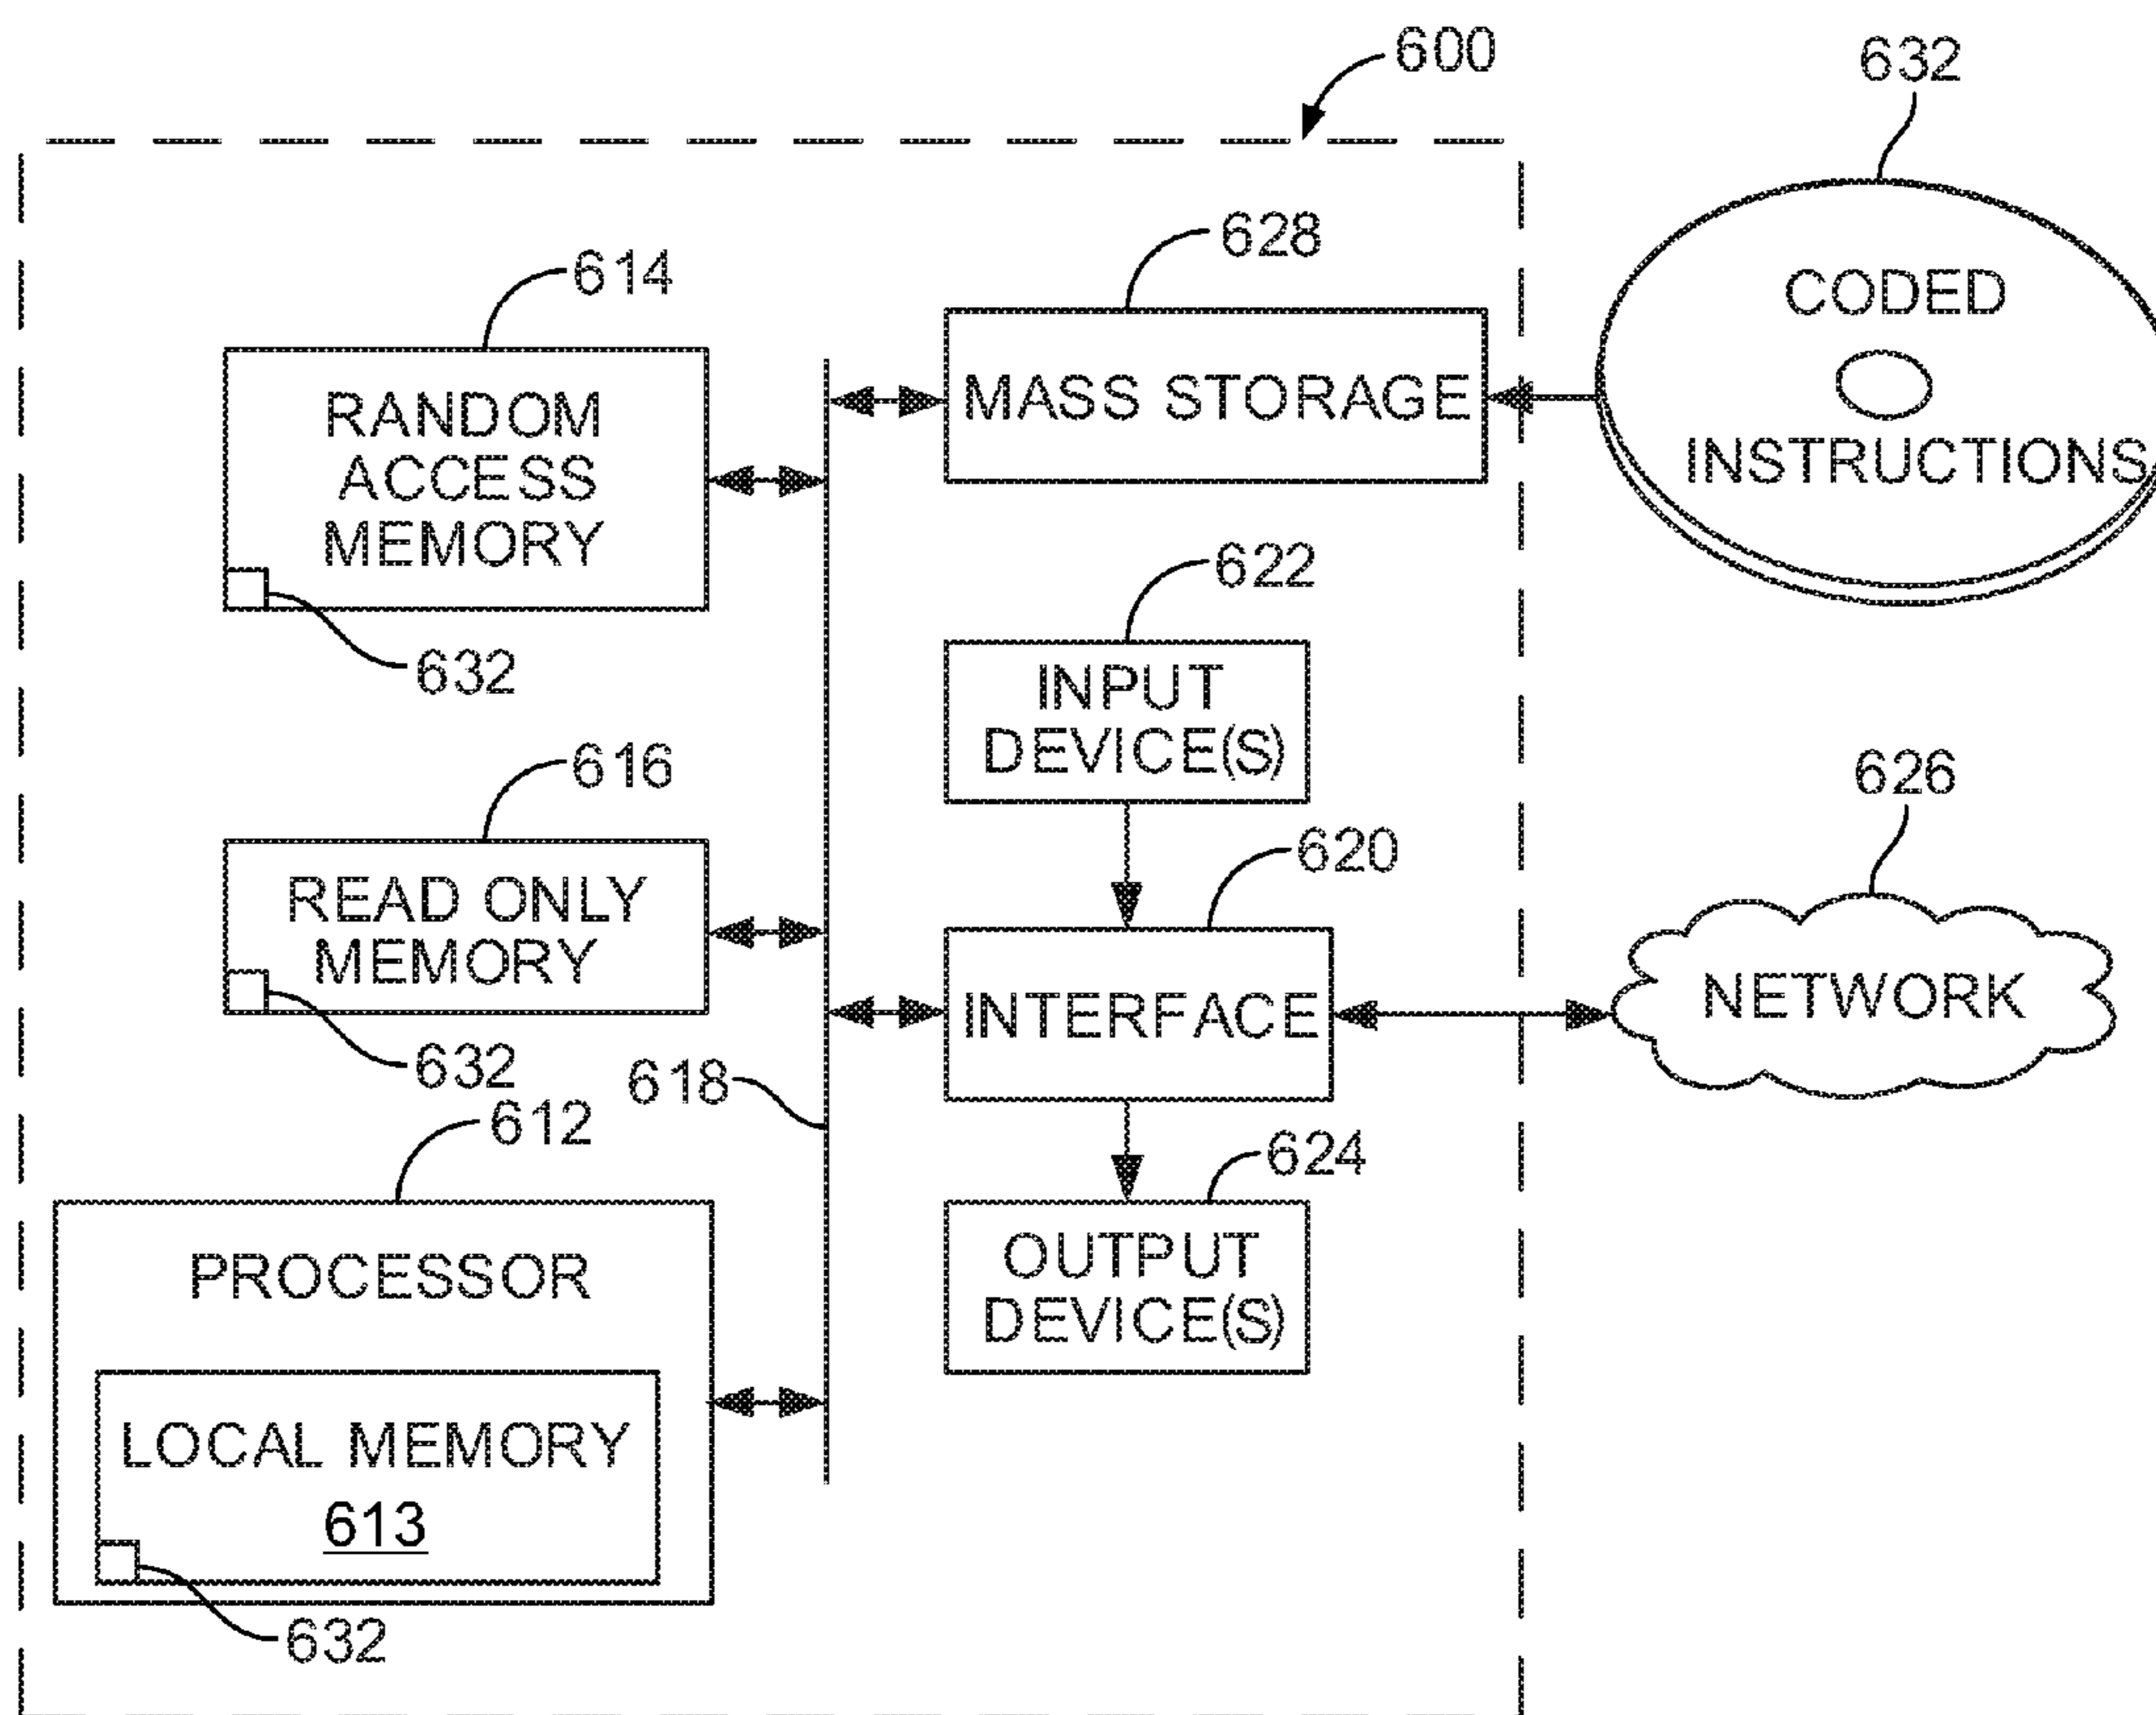 600
632
628
614
CODED
INSTRUCTIONS
MASS STORAGE
RANDOM
ACCESS
MEMORY
632
622
INPUT
DEVICE(S)
616
626
620
READ ONLY
MEMORY
NETWORK
INTERFACE
632
618
612
624
PROCESSOR
OUTPUT
DEVICE(S)
LOCAL MEMORY
613
632